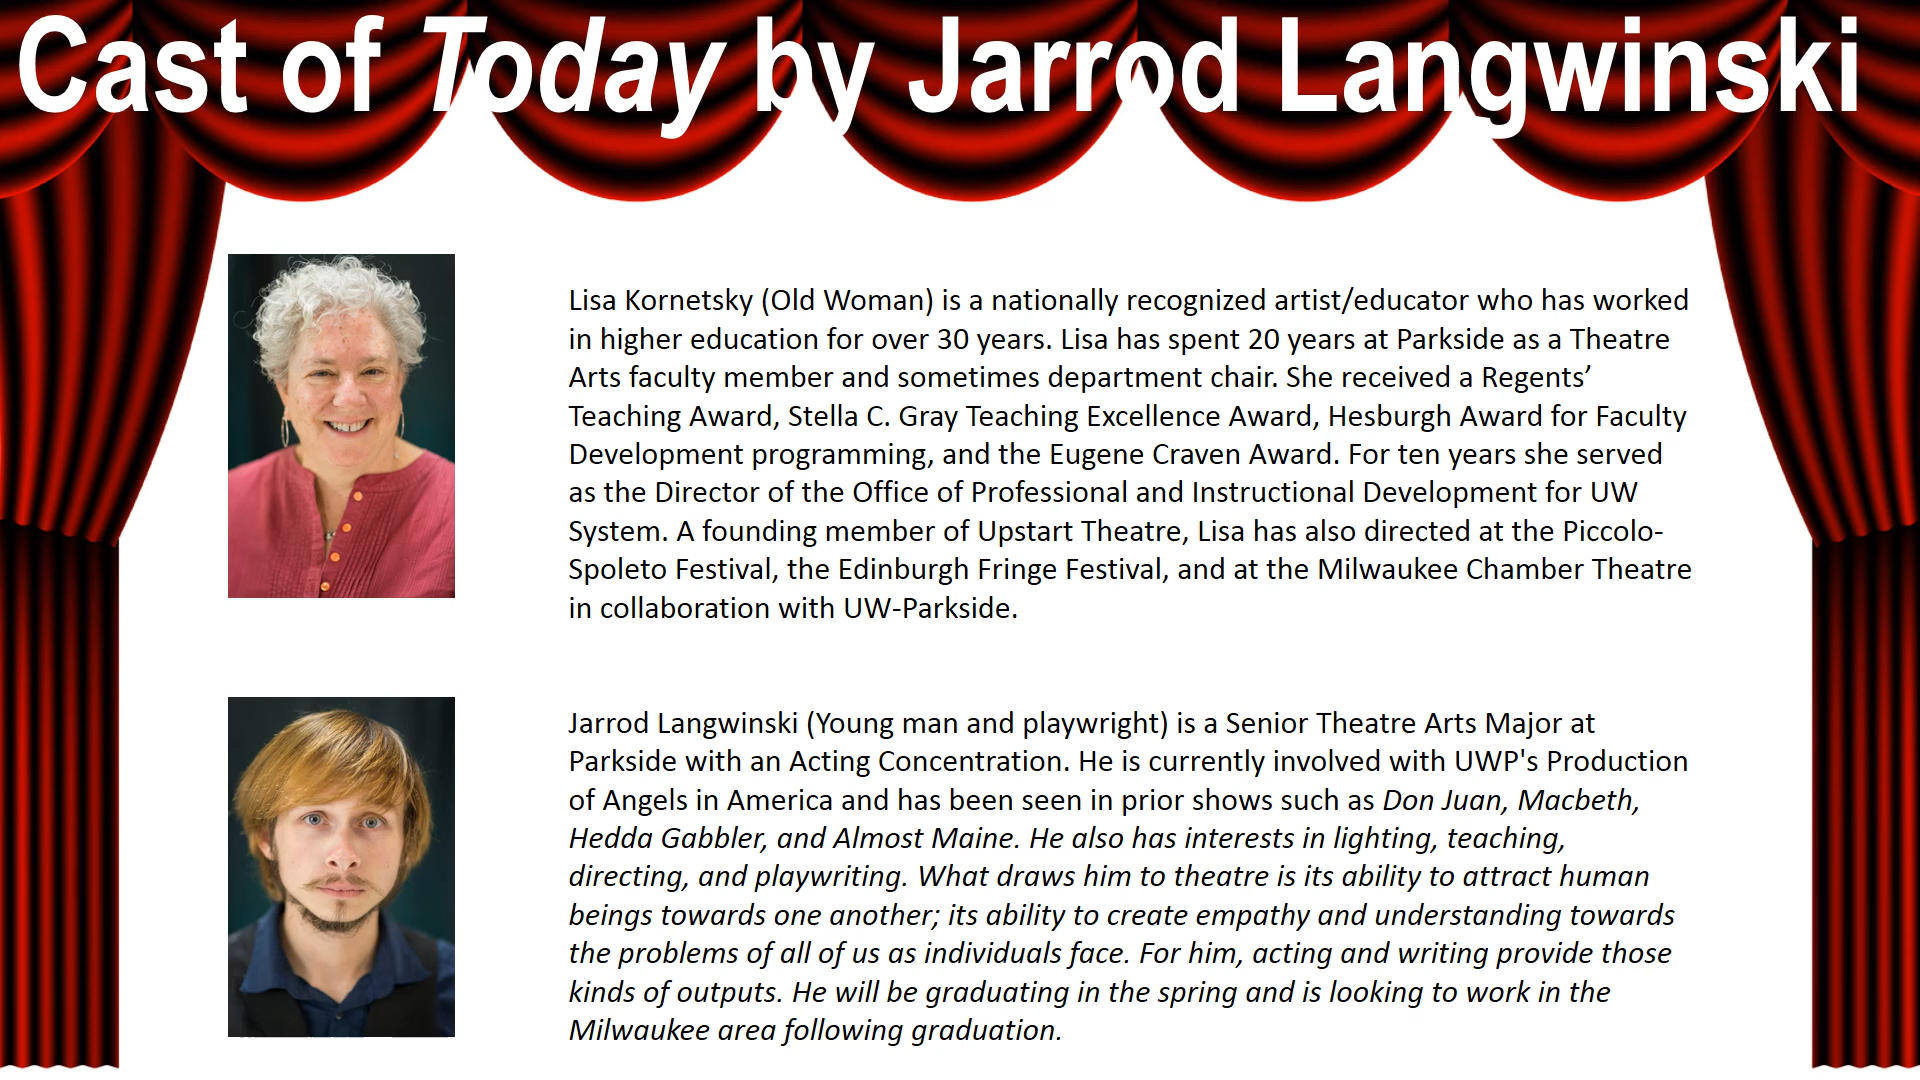 Cast of Today by Jarrod Langwinski
Lisa Kornetsky (Old Woman) is a nationally recognized artist/educator who has worked
in higher education for over 30 years. Lisa has spent 20 years at Parkside as a Theatre
Arts faculty member and sometimes department chair. She received a Regents’
Teaching Award, Stella C. Gray Teaching Excellence Award, Hesburgh Award for Faculty
Development programming, and the Eugene Craven Award. For ten years she served
as the Director of the Office of Professional and Instructional Development for UW
System. A founding member of Upstart Theatre, Lisa has also directed at the Piccolo-
Spoleto Festival, the Edinburgh Fringe Festival, and at the Milwaukee Chamber Theatre
in collaboration with UW-Parkside.
Jarrod Langwinski (Young man and playwright) is a Senior Theatre Arts Major at
Parkside with an Acting Concentration. He is currently involved with UWP's Production
of Angels in America and has been seen in prior shows such as Don Juan, Macbeth,
Hedda Gabbler, and Almost Maine. He also has interests in lighting, teaching,
directing, and playwriting. What draws him to theatre is its ability to attract human
beings towards one another; its ability to create empathy and understanding towards
the problems of all of us as individuals face. For him, acting and writing provide those
kinds of outputs. He will be graduating in the spring and is looking to work in the
Milwaukee area following graduation.